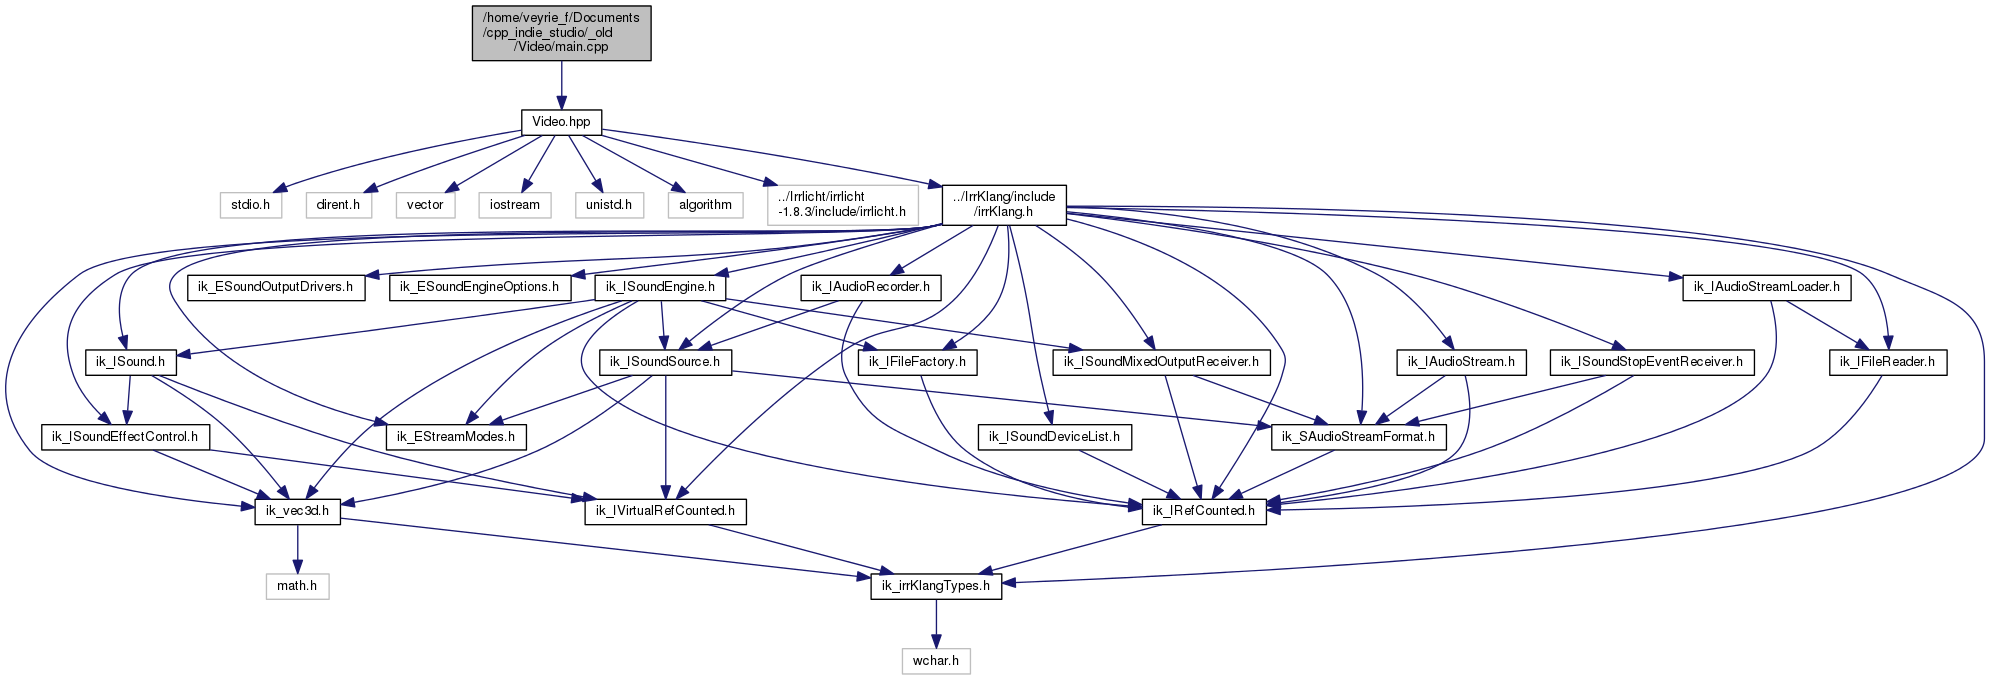 /home/veyrie_f/Documents
/cpp_indie_studio/_old
/Video/main.cpp
Video.hpp
stdio.h
dirent.h
vector
iostream
unistd.h
algorithm
../Irrlicht/irrlicht
-1.8.3/include/irrlicht.h
../IrrKlang/include
/irrKlang.h
ik_ESoundOutputDrivers.h
ik_ESoundEngineOptions.h
ik_ISoundEngine.h
ik_IAudioRecorder.h
ik_IAudioStreamLoader.h
ik_ISound.h
ik_ISoundSource.h
ik_IFileFactory.h
ik_ISoundMixedOutputReceiver.h
ik_IAudioStream.h
ik_ISoundStopEventReceiver.h
ik_IFileReader.h
ik_ISoundEffectControl.h
ik_EStreamModes.h
ik_ISoundDeviceList.h
ik_SAudioStreamFormat.h
ik_vec3d.h
ik_IVirtualRefCounted.h
ik_IRefCounted.h
math.h
ik_irrKlangTypes.h
wchar.h